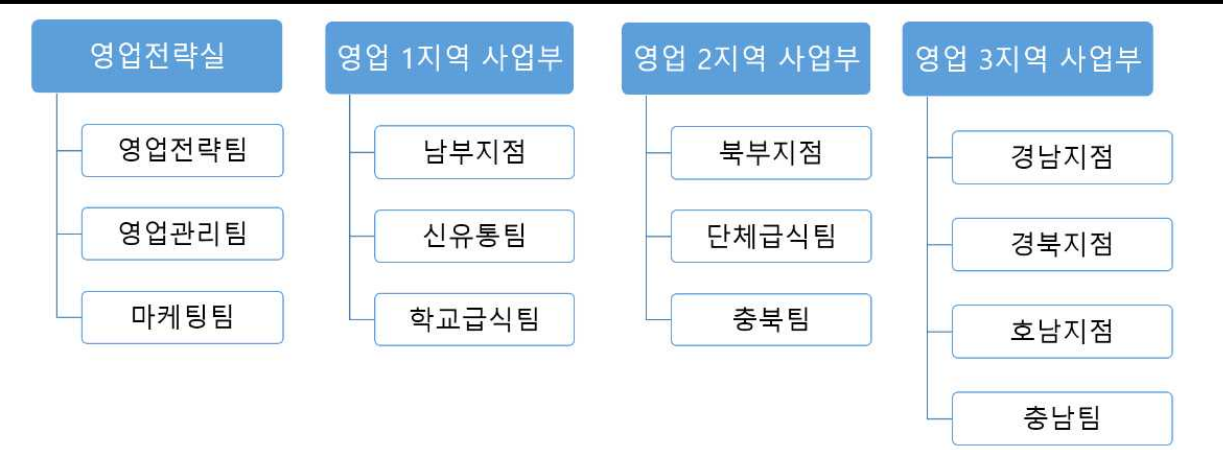 영업전략실
영업전략팀
영업관리팀
마케팅팀
영업 1지역 사업부
남부지점
신유통팀
학교급식팀
영업 2지역 사업부
북부지점
단체급식팀
충북팀
영업 3지역 사업부
경남지점
경북지점
호남지점
충남팀